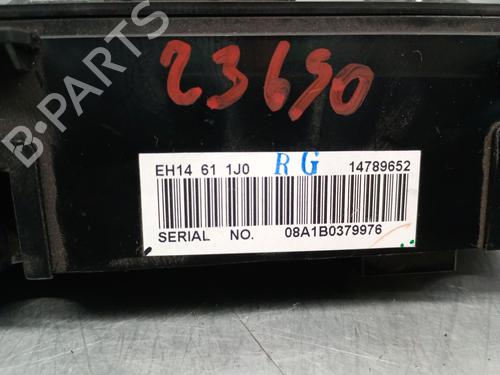 23690
B-PARTS
EH14 61 1J0 RG 14789652
SERIAL NO. 08A1B0379976